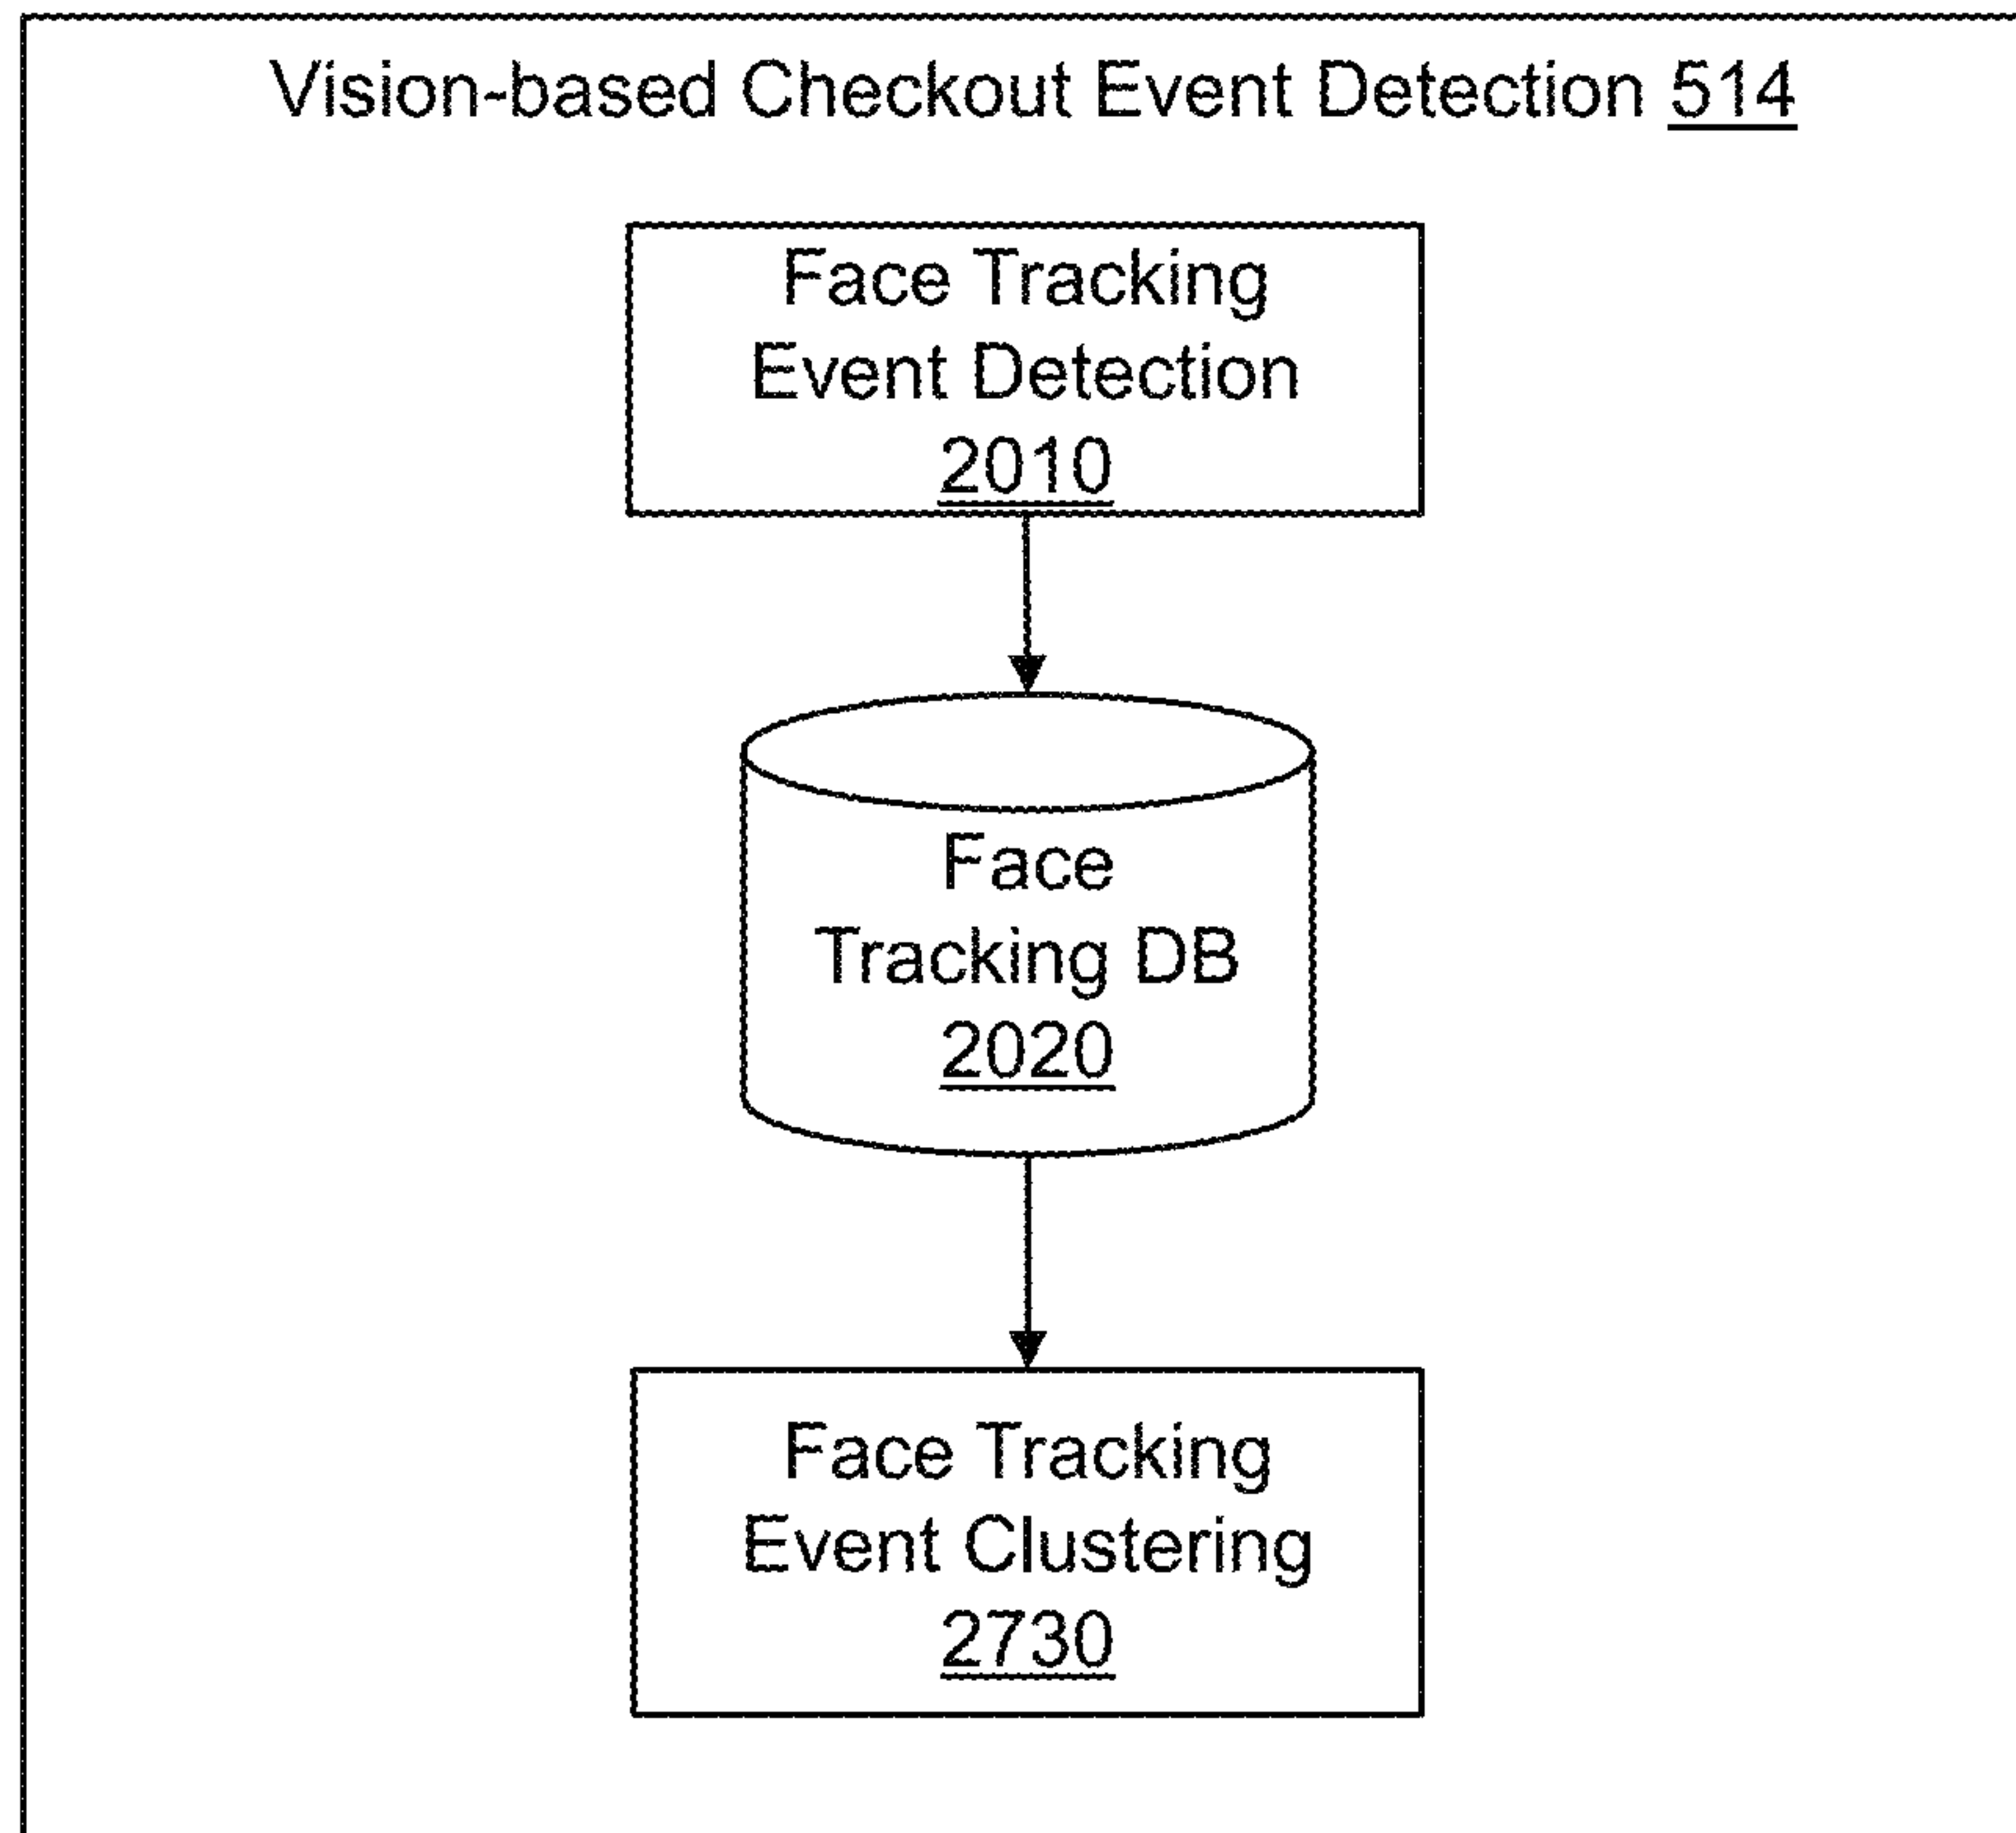 Vision-based Checkout Event Detection 514
Face Tracking
Event Detection
2010
Face
Tracking DB
2020
Face Tracking
Event Clustering
2730